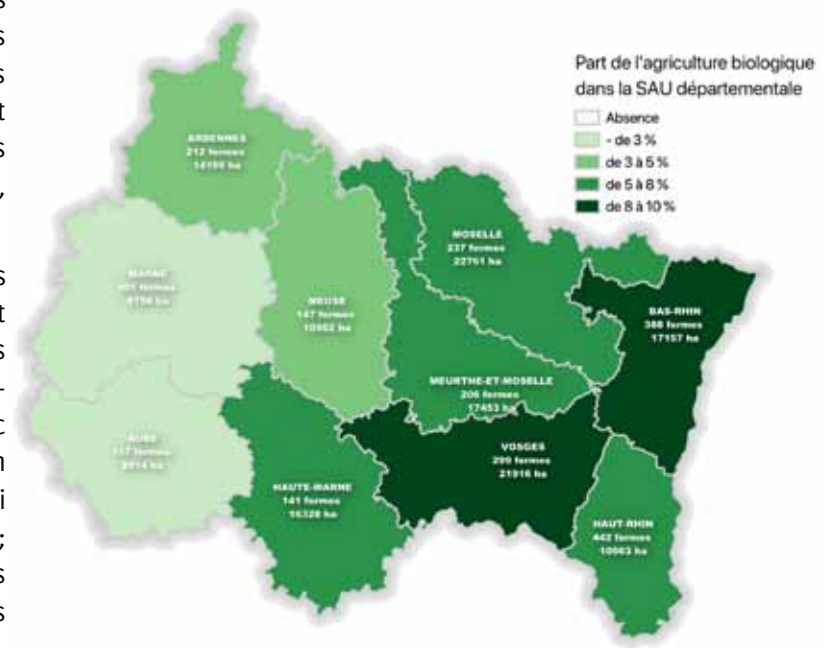 Part de l'agriculture biologique
dans la SAU départementale
Absence
- de 3 %
de 3 à 5 %
de 5 à 8 %
de 8 à 10 %
ARDENNES
212 fermes
MARNE
fermes
ha
MEUSE
147 fermes
ha
MOSELLE
237 fermes
22761 ha
BAS-RHIN
388 fermes
17157 ha
MEURTHE-ET-MOSELLE
206 fermes
17453 ha
AUBE
fermes
ha
HAUTE-MARNE
141 fermes
16328 ha
VOSGES
299 fermes
21916 ha
HAUT-RHIN
442 fermes
ha
s
s
s
t
s
,
s
t
s
-
c
n
i
;
s
s